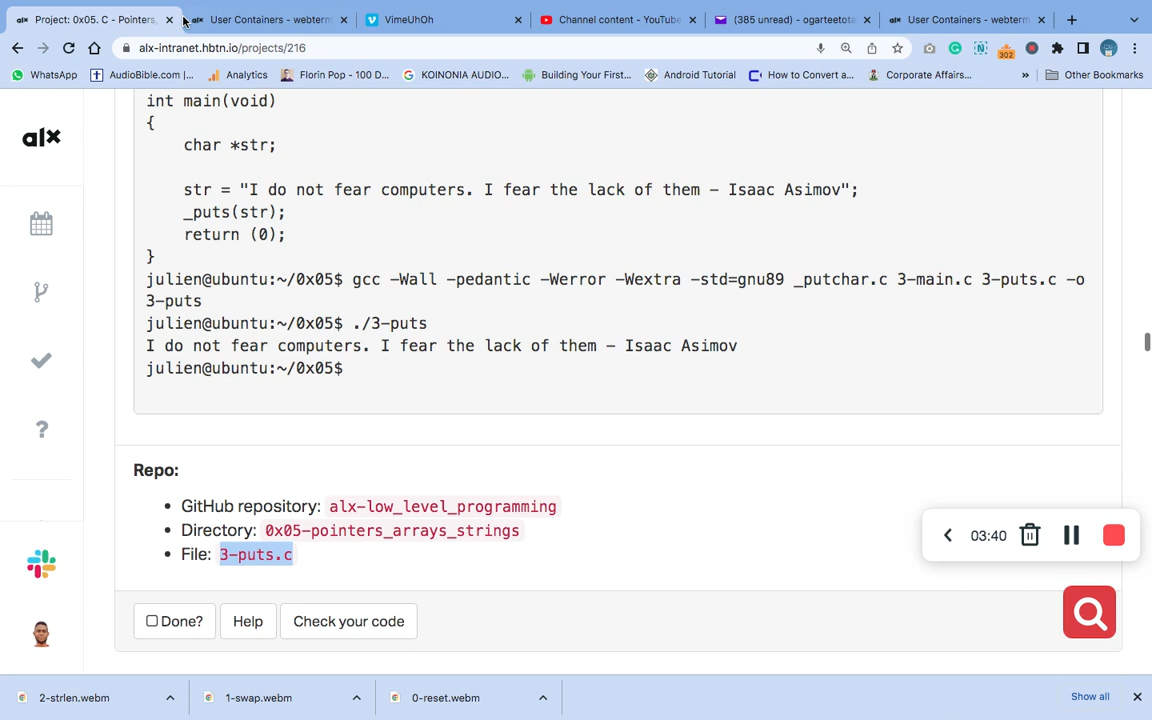 Project: 0x05. C - Pointers,
User Containers - webterm
VimeUhOh
Channel content - YouTube
(385 unread) - ogarteetota
User Containers - webterm
alx-intranet.hbtn.io/projects/216
302
WhatsApp
AudioBible.com |...
Analytics
Florin Pop - 100 D...
KOINONIA AUDIO...
Building Your First...
Android Tutorial
How to Convert a...
Corporate Affairs...
Other Bookmarks
alx
int main(void)
{
char *str;
str = "I do not fear computers. I fear the lack of them – Isaac Asimov";
_puts(str);
return (0);
}
julien@ubuntu:~/0x05$ gcc -Wall -pedantic -Werror -Wextra -std=gnu89 _putchar.c 3-main.c 3-puts.c -o
3-puts
julien@ubuntu:~/0x05$ ./3-puts
I do not fear computers. I fear the lack of them – Isaac Asimov
julien@ubuntu:~/0x05$
Repo:
• GitHub repository: alx-low_level_programming
• Directory: 0x05-pointers_arrays_strings
• File: 3-puts.c
03:40
Done?
Help
Check your code
2-strlen.webm
1-swap.webm
0-reset.webm
Show all